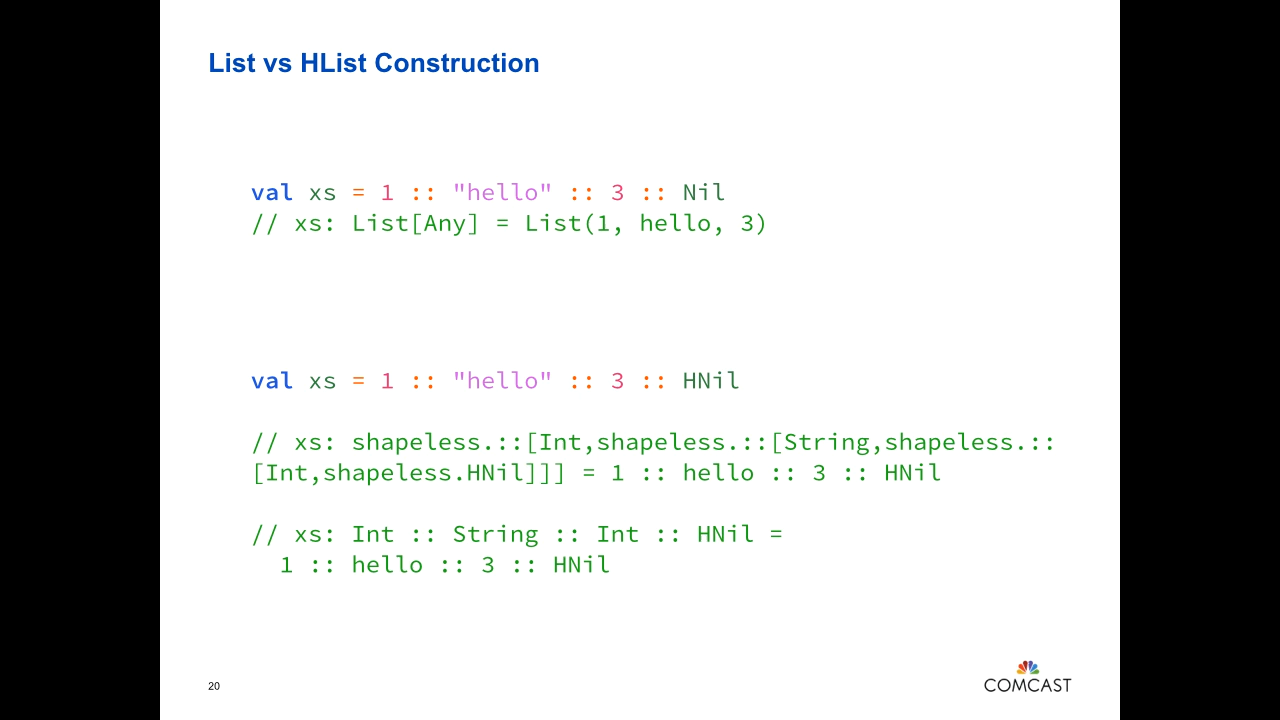 List vs HList Construction
val xs = 1 :: "hello" :: 3 :: Nil
// xs: List[Any] = List(1, hello, 3)
val xs = 1 :: "hello" :: 3 :: HNil
// xs: shapeless.::[Int,shapeless.::[String,shapeless.::
[Int,shapeless.HNil]]] = 1 :: hello :: 3 :: HNil
// xs: Int :: String :: Int :: HNil =
1 :: hello :: 3 :: HNil
20
COMCAST